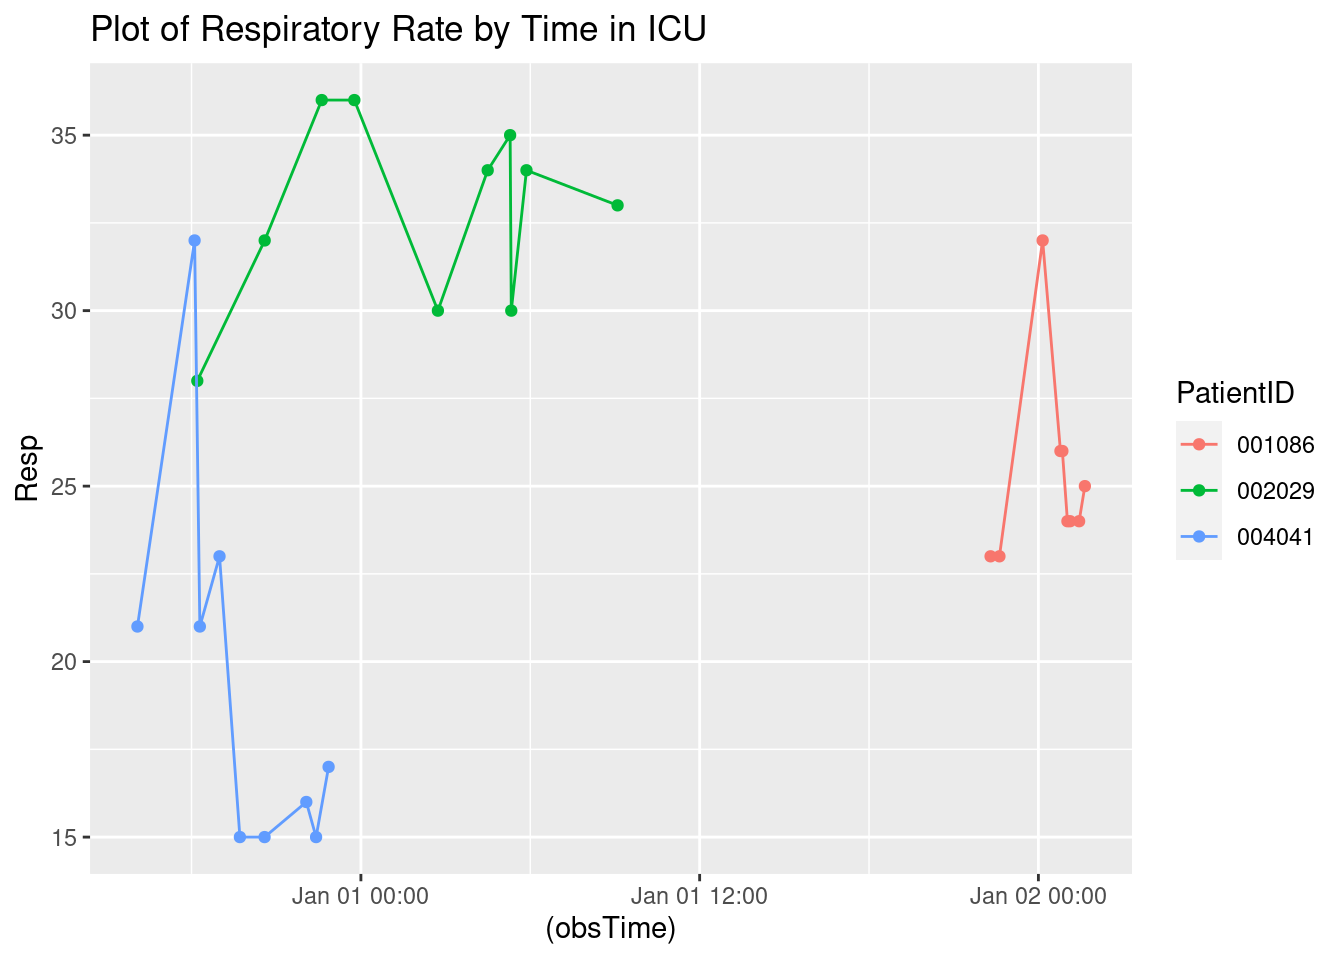 Plot of Respiratory Rate by Time in ICU
35
30
25
20
15
Resp
Jan 01 00:00
Jan 01 12:00
Jan 02 00:00
(obsTime)
PatientID
001086
002029
004041